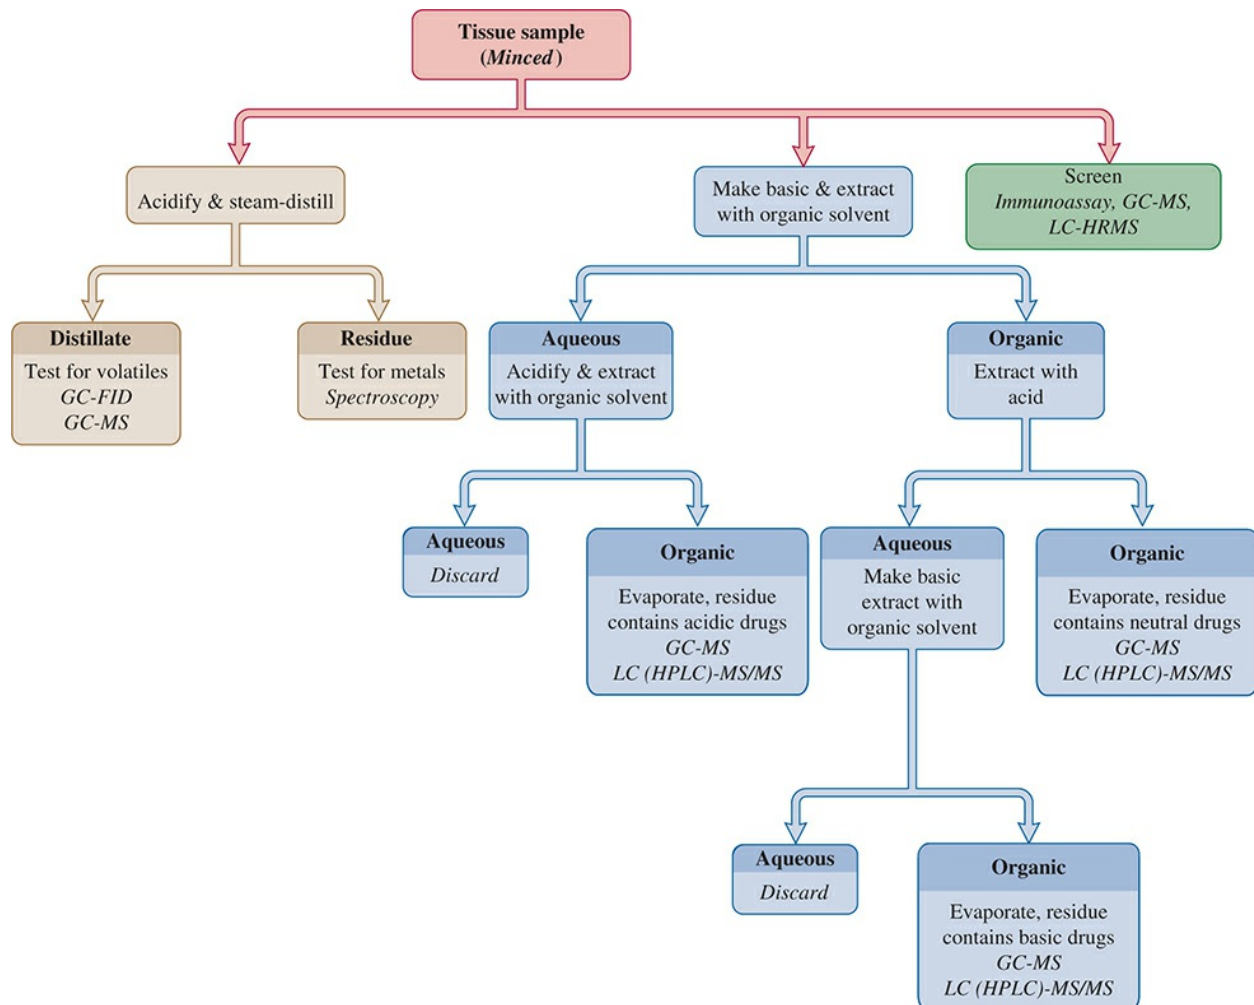 Tissue sample
(Minced)
Acidify & steam-distill
Make basic & extract
with organic solvent
Screen
Immunoassay, GC-MS,
LC-HRMS
Distillate
Test for volatiles
GC-FID
GC-MS
Residue
Test for metals
Spectroscopy
Aqueous
Acidify & extract
with organic solvent
Organic
Extract with
acid
Aqueous
Discard
Organic
Evaporate, residue
contains acidic drugs
GC-MS
LC (HPLC)-MS/MS
Aqueous
Make basic
extract with
organic solvent
Organic
Evaporate, residue
contains neutral drugs
GC-MS
LC (HPLC)-MS/MS
Aqueous
Discard
Organic
Evaporate, residue
contains basic drugs
GC-MS
LC (HPLC)-MS/MS